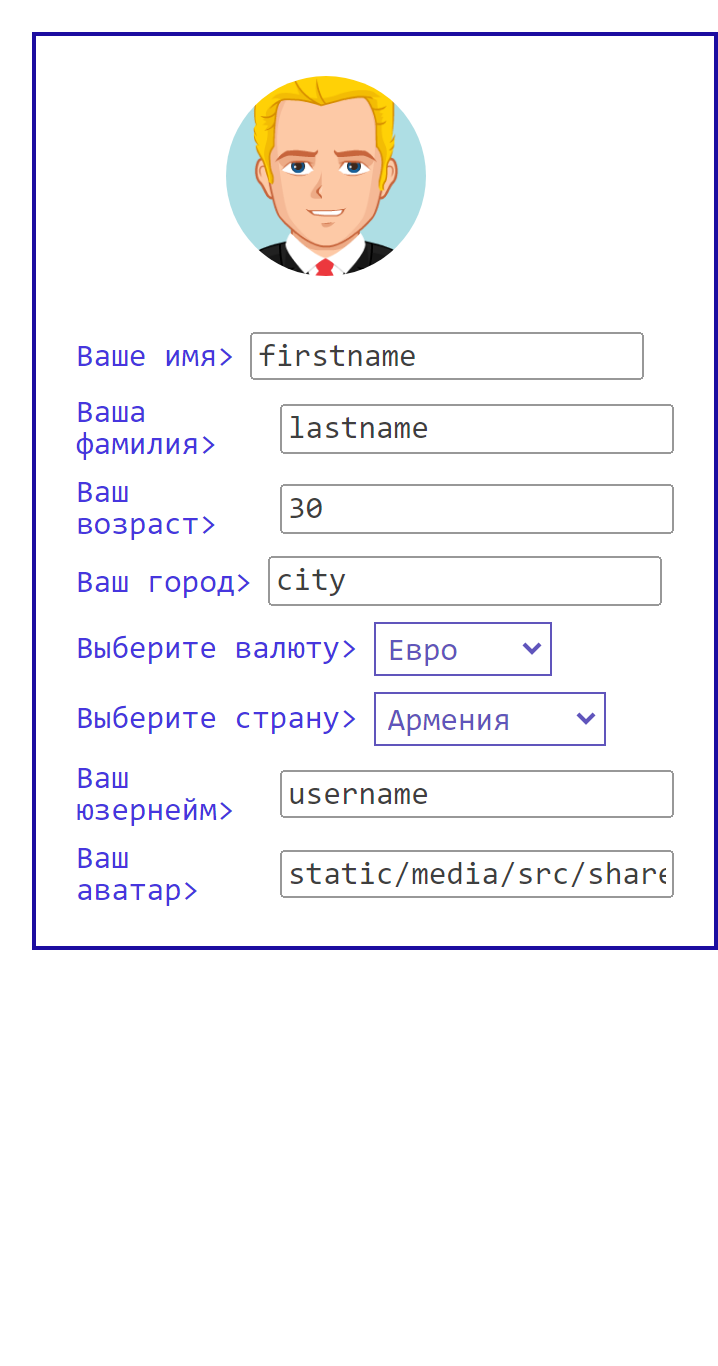 Ваше имя> firstname
Ваша
фамилия> lastname
Ваш
возраст> 30
Ваш город> city
Выберите валюту> Евро
Выберите страну> Армения
Ваш
юзернейм> username
Ваш
аватар> static/media/src/share